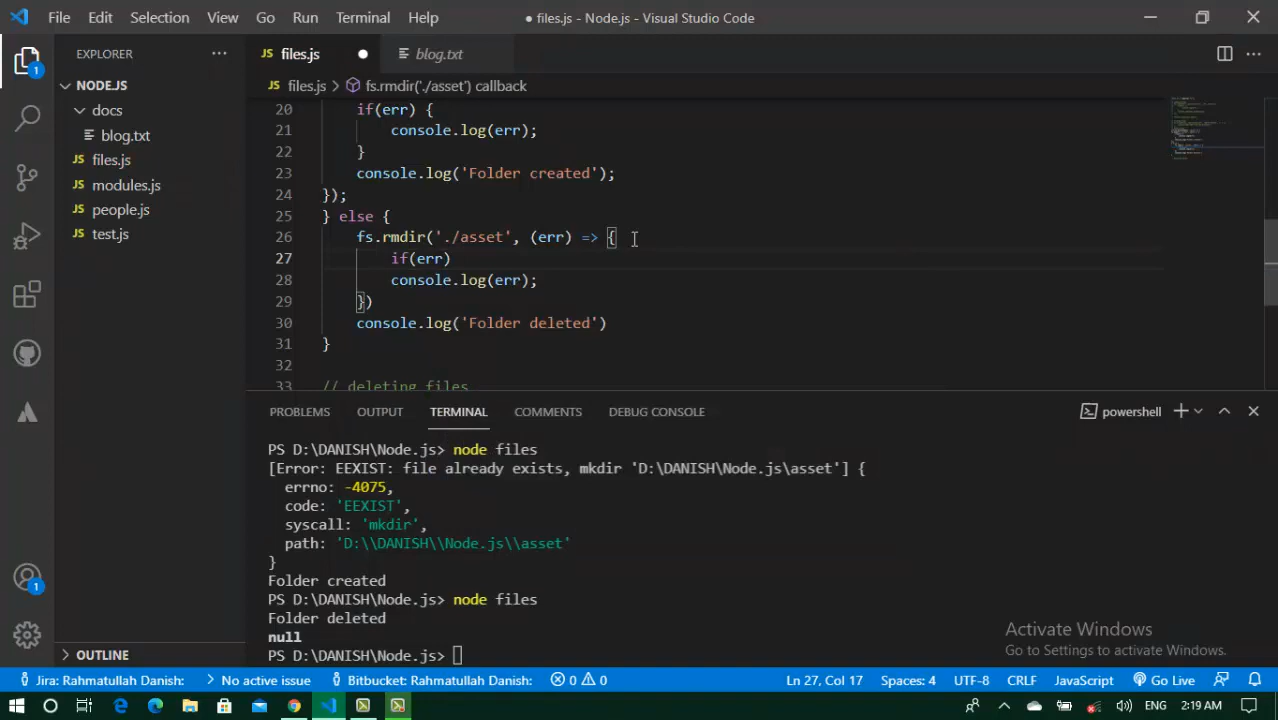 File Edit Selection View Go Run Terminal Help ● files.js - Node.js - Visual Studio Code
EXPLORER ...
JS files.js ●
blog.txt
NODE.JS
docs
blog.txt
JS files.js
JS modules.js
JS people.js
JS test.js
OUTLINE
JS files.js > fs.rmdir('./asset') callback
20 if(err) {
21 console.log(err);
22 }
23 console.log('Folder created');
24 });
25 } else {
26 fs.rmdir('./asset', (err) => {
27 if(err)
28 console.log(err);
29 })
30 console.log('Folder deleted')
31 }
32
33 // deleting files
PROBLEMS OUTPUT TERMINAL COMMENTS DEBUG CONSOLE
powershell
PS D:\DANISH\Node.js> node files
[Error: EEXIST: file already exists, mkdir 'D:\DANISH\Node.js\asset'] {
errno: -4075,
code: 'EEXIST',
syscall: 'mkdir',
path: 'D:\\DANISH\\Node.js\\asset'
}
Folder created
PS D:\DANISH\Node.js> node files
Folder deleted
null
PS D:\DANISH\Node.js>
Activate Windows
Go to Settings to activate Windows.
1
1
Jira: Rahmatullah Danish: > No active issue Bitbucket: Rahmatullah Danish: 0 0 Ln 27, Col 17 Spaces: 4 UTF-8 CRLF JavaScript Go Live
ENG 2:19 AM